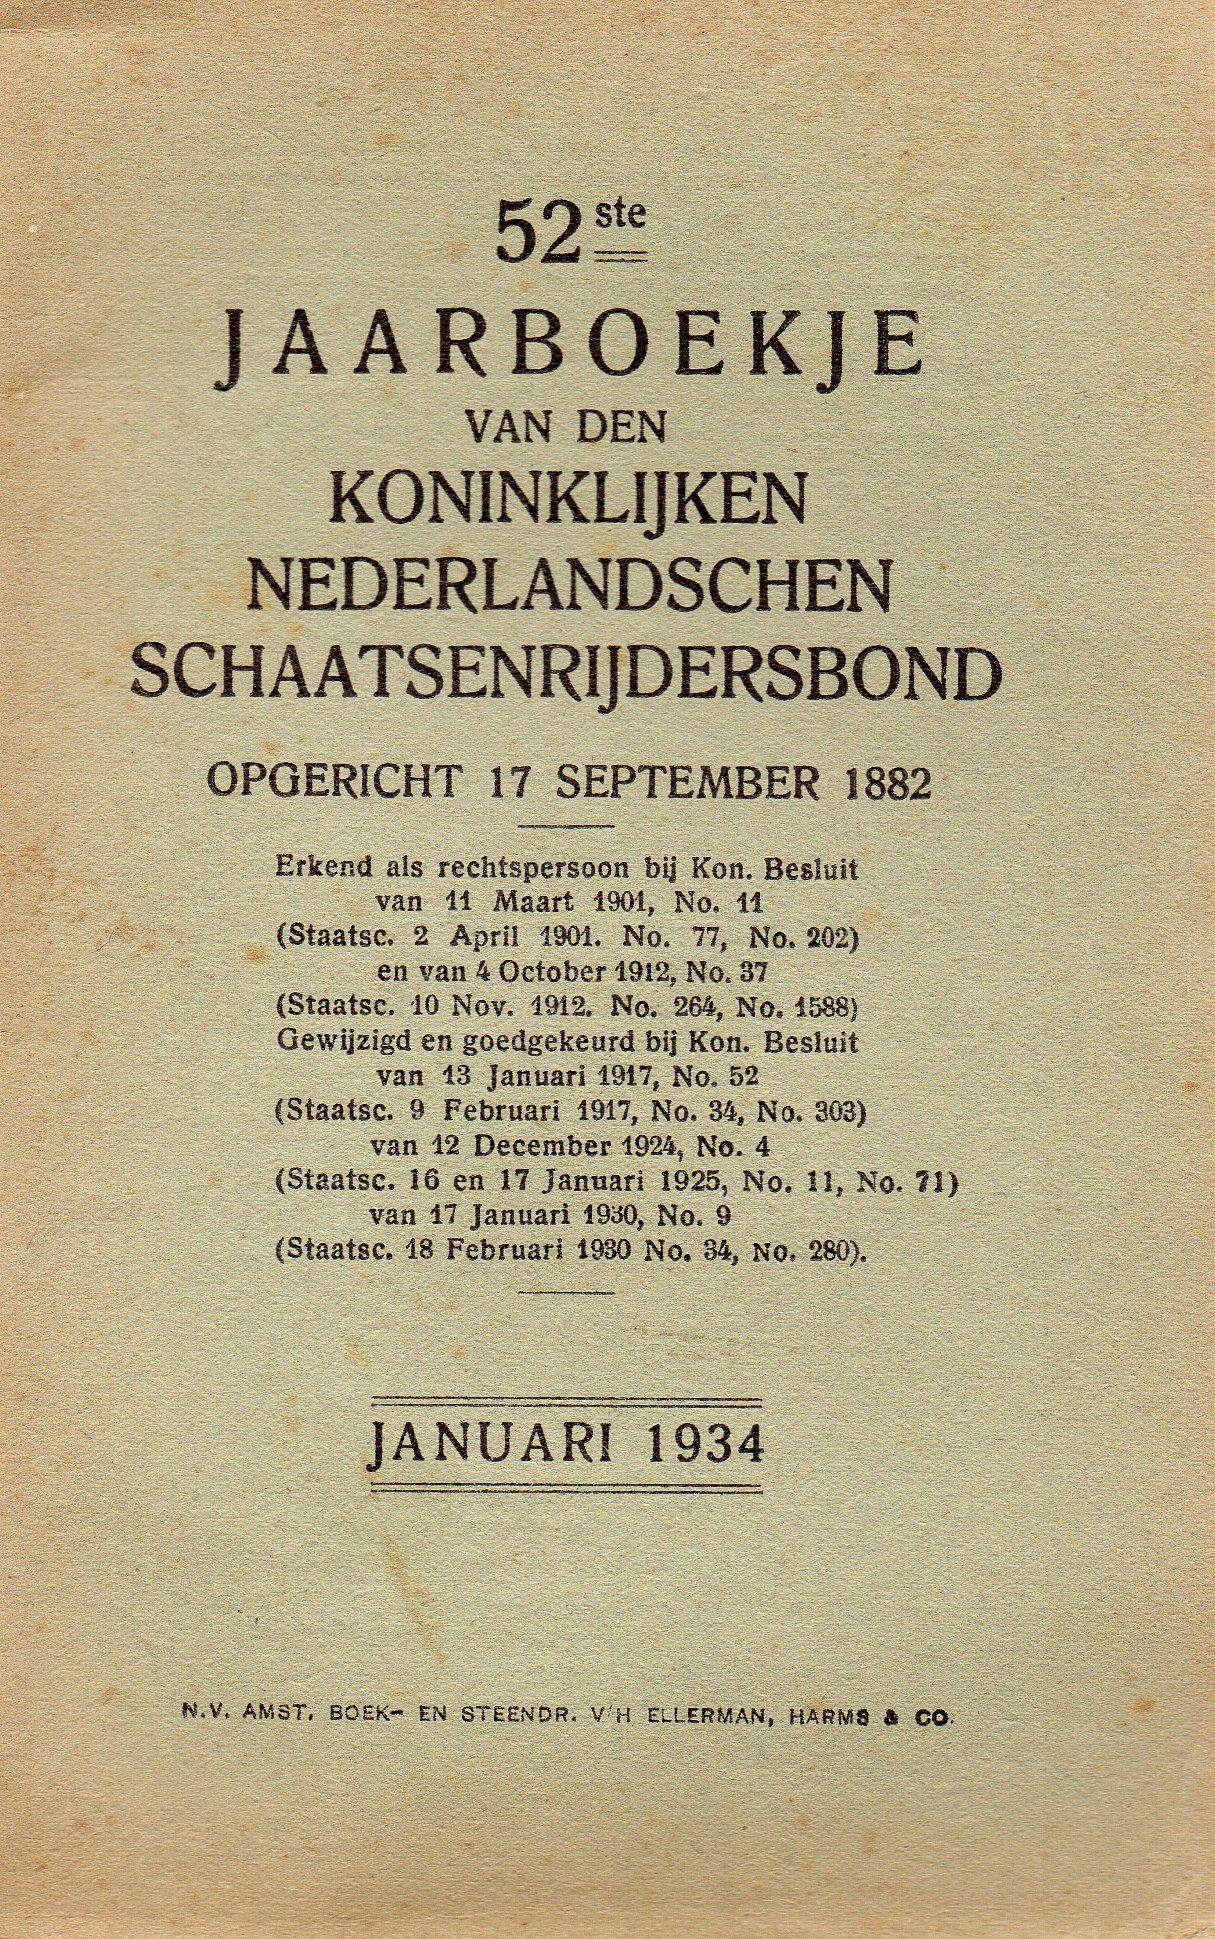 52ste
JAARBOEKJE
VAN DEN
KONINKLIJKEN
NEDERLANDSCHEN
SCHAATSENRIJDERSBOND
OPGERICHT 17 SEPTEMBER 1882
Erkend als rechtspersoon bij Kon. Besluit
van 11 Maart 1901, No. 11
(Staatsc. 2 April 1901. No. 77, No. 202)
en van 4 October 1912, No. 37
(Staatsc. 10 Nov. 1912. No. 264, No. 1588)
Gewijzigd en goedgekeurd bij Kon. Besluit
van 13 Januari 1917, No. 52
(Staatsc. 9 Februari 1917, No. 34, No. 303)
van 12 December 1924, No. 4
(Staatsc. 16 en 17 Januari 1925, No. 11, No. 71)
van 17 Januari 1930, No. 9
(Staatsc. 18 Februari 1930 No. 34, No. 280).
JANUARI 1934
N.V. AMST. BOEK- EN STEENDR. V/H ELLERMAN, HARMS & CO.